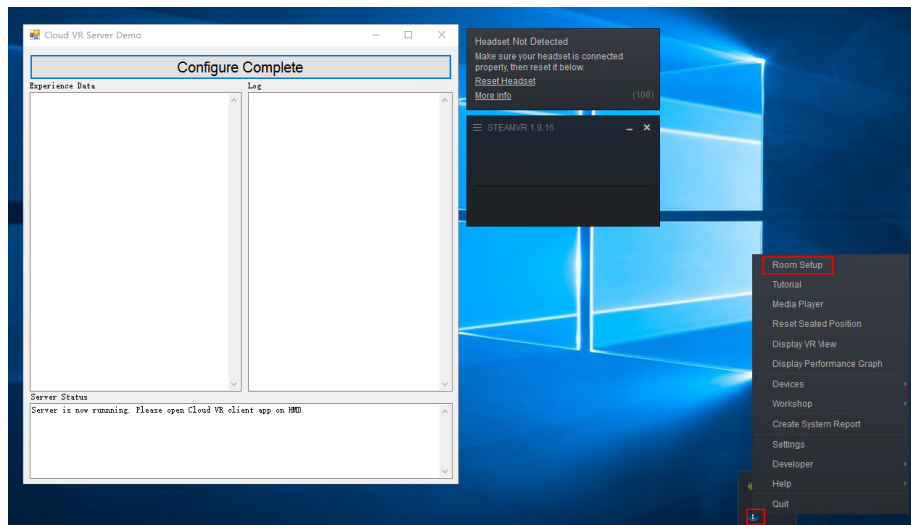 Cloud VR Server Demo
Configure Complete
Experience Data
Log
Server Status
Server is now runnning. Please open Cloud VR client app on HMD.
Headset Not Detected
Make sure your headset is connected
properly, then reset it below.
Reset Headset
More info
(108)
STEAMVR 1.9.16
Room Setup
Tutorial
Media Player
Reset Seated Position
Display VR View
Display Performance Graph
Devices
Workshop
Create System Report
Settings
Developer
Help
Quit